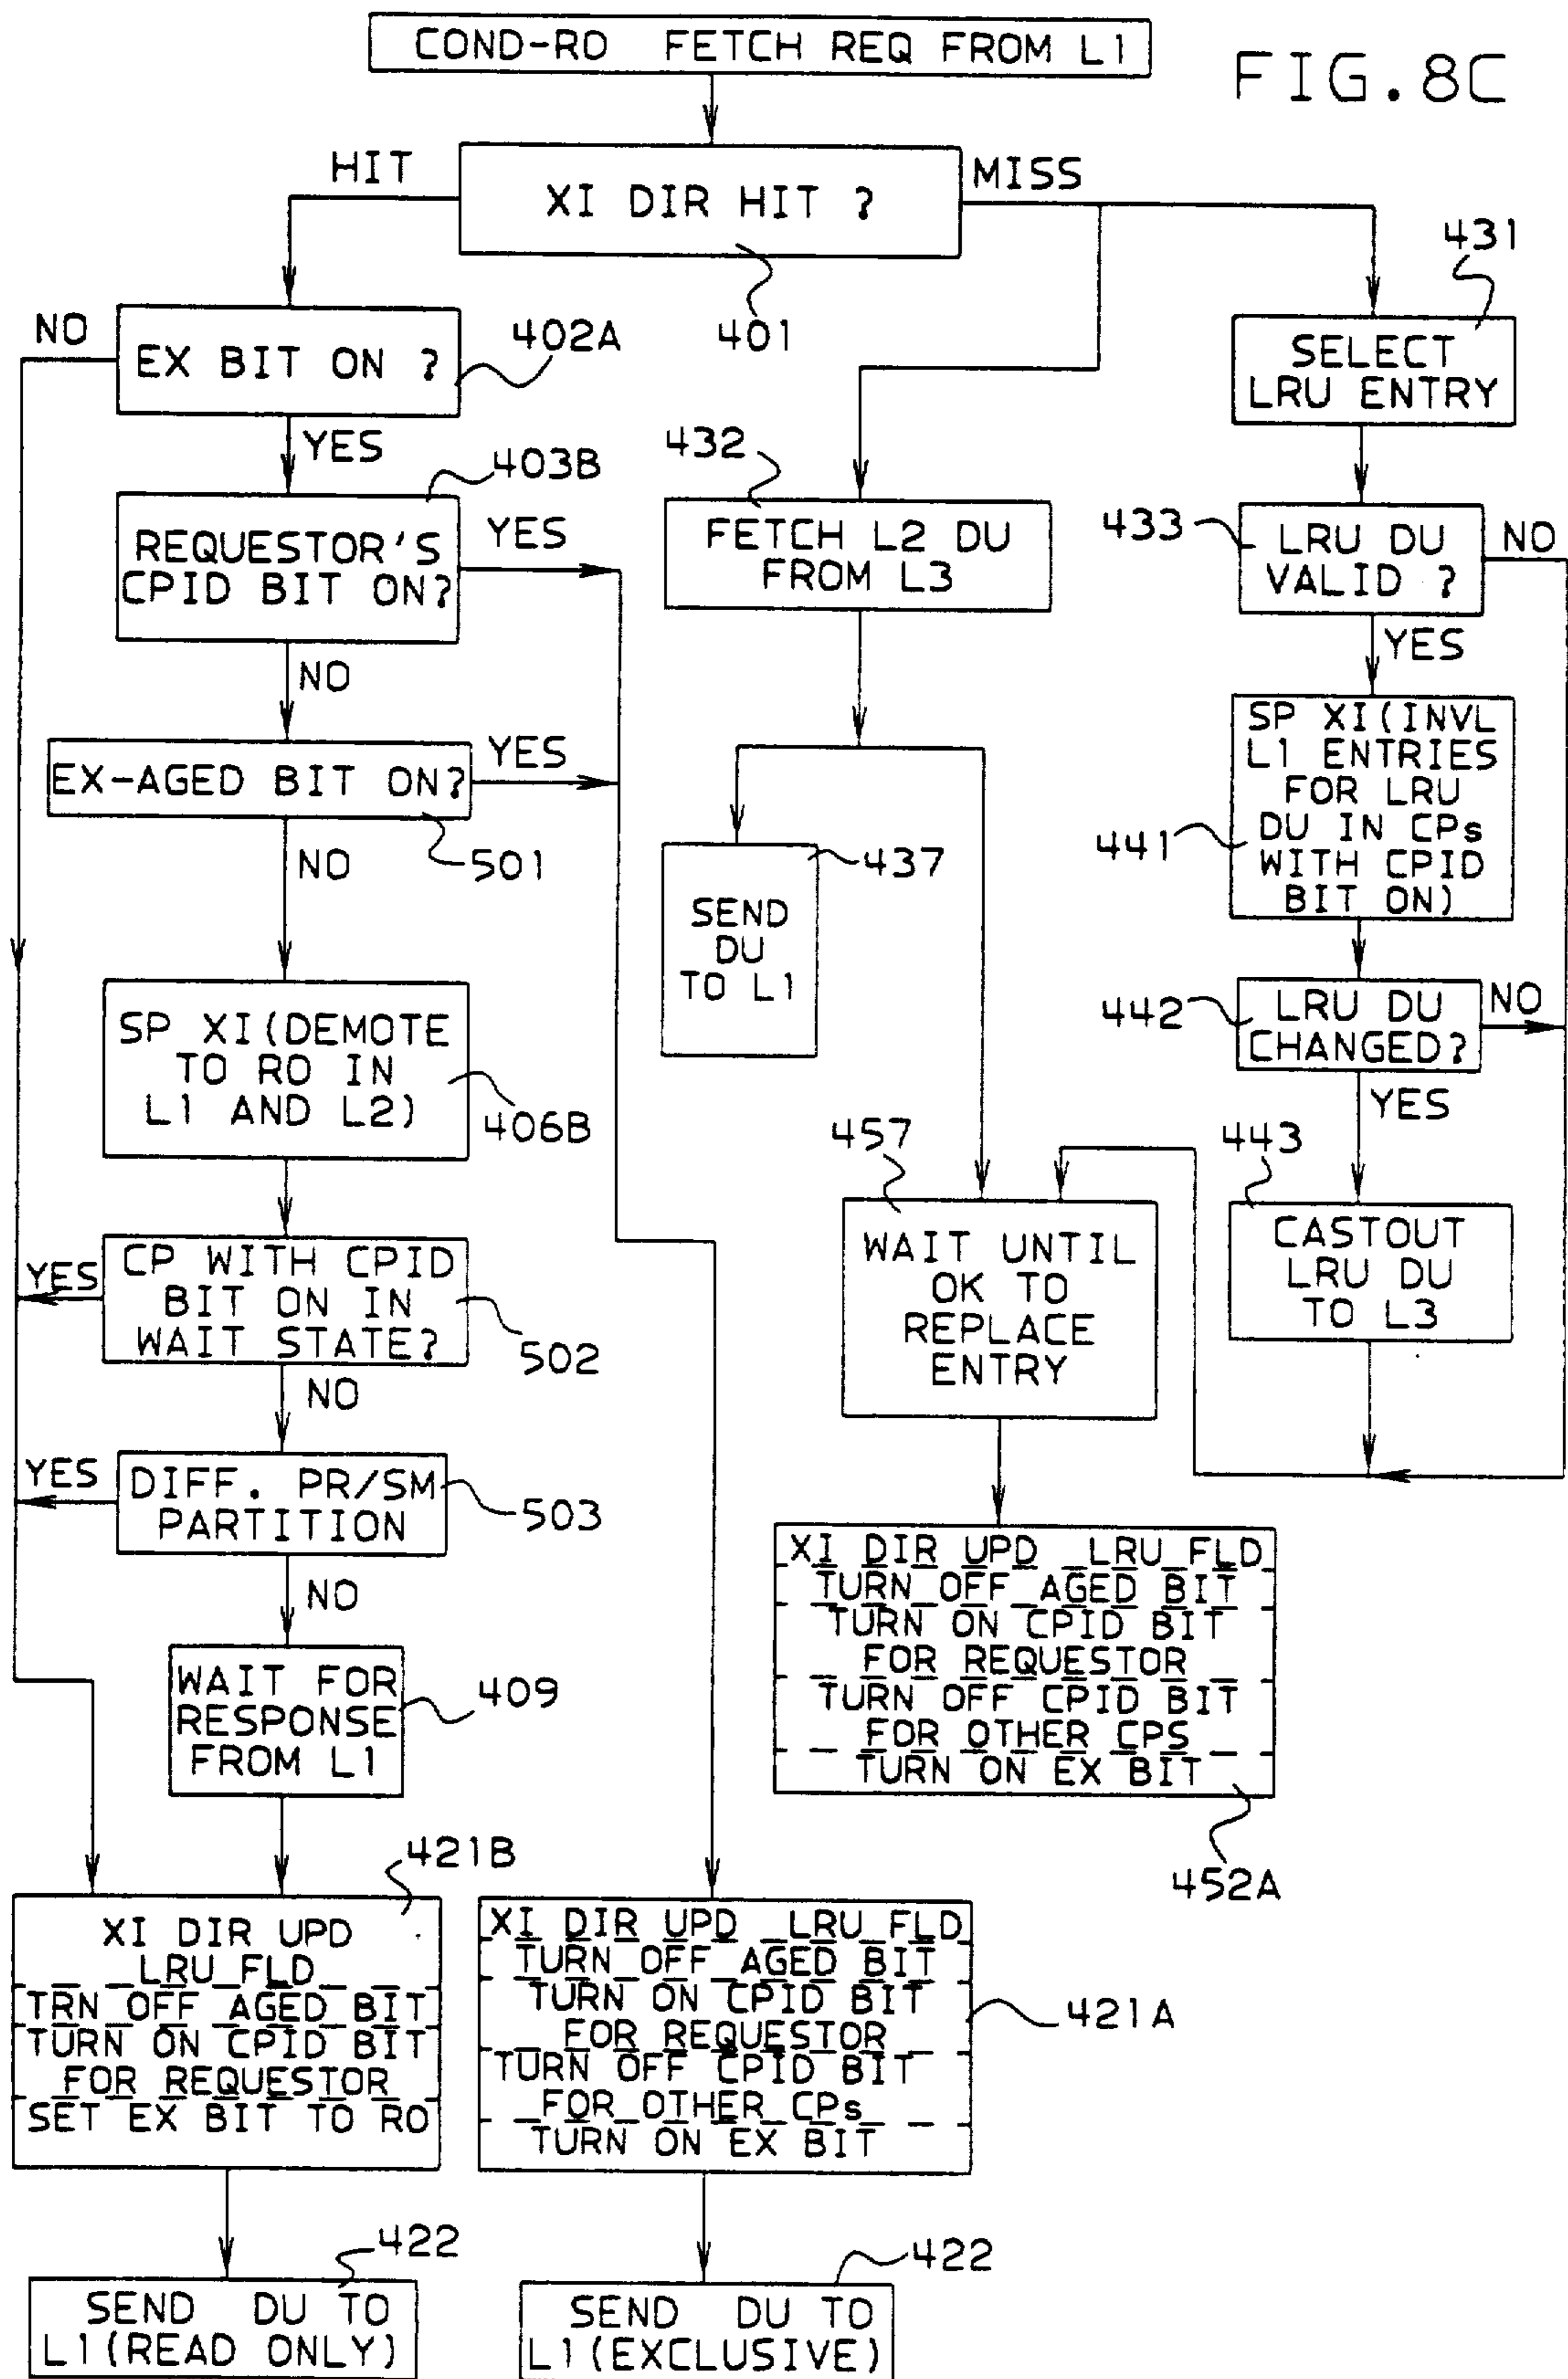 COND-RO FETCH REQ FROM L1
FIG.8C
HIT
XI DIR HIT ?
MISS
401
431
NO
EX BIT ON ?
402A
SELECT
LRU ENTRY
YES
403B
REQUESTOR'S
CPID BIT ON?
YES
NO
432
FETCH L2 DU
FROM L3
433
LRU DU
VALID ?
NO
YES
EX-AGED BIT ON?
YES
501
NO
437
SEND
DU
TO L1
SP XI(INVL
L1 ENTRIES
FOR LRU
DU IN CPs
WITH CPID
BIT ON)
441
SP XI(DEMOTE
TO RO IN
L1 AND L2)
406B
442
LRU DU
CHANGED?
NO
YES
443
CASTOUT
LRU DU
TO L3
457
WAIT UNTIL
OK TO
REPLACE
ENTRY
YES
CP WITH CPID
BIT ON IN
WAIT STATE?
502
NO
YES
DIFF. PR/SM
PARTITION
503
NO
WAIT FOR
RESPONSE
FROM L1
409
XI DIR UPD LRU FLD
TURN OFF AGED BIT
TURN ON CPID BIT
FOR REQUESTOR
TURN OFF CPID BIT
FOR OTHER CPS
TURN ON EX BIT
452A
421B
XI DIR UPD
LRU FLD
TRN OFF AGED BIT
TURN ON CPID BIT
FOR REQUESTOR
SET EX BIT TO RO
XI DIR UPD LRU FLD
TURN OFF AGED BIT
TURN ON CPID BIT
FOR REQUESTOR
TURN OFF CPID BIT
FOR OTHER CPs
TURN ON EX BIT
421A
422
SEND DU TO
L1(READ ONLY)
422
SEND DU TO
L1(EXCLUSIVE)